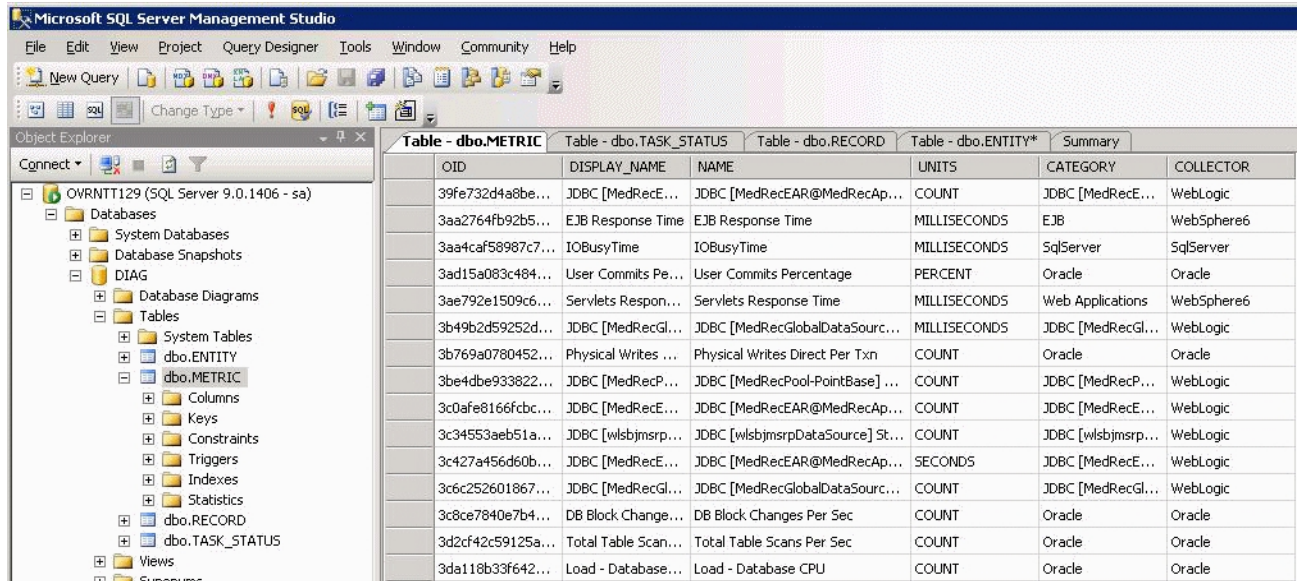 Microsoft SQL Server Management Studio
File Edit View Project Query Designer Tools Window Community Help
New Query
Change Type
Object Explorer
Connect
OVRNTT129 (SQL Server 9.0.1406 - sa)
Databases
System Databases
Database Snapshots
DIAG
Database Diagrams
Tables
System Tables
dbo.ENTITY
dbo.METRIC
Columns
Keys
Constraints
Triggers
Indexes
Statistics
dbo.RECORD
dbo.TASK_STATUS
Views
Table - dbo.METRIC Table - dbo.TASK_STATUS Table - dbo.RECORD Table - dbo.ENTITY* Summary
OID DISPLAY_NAME NAME UNITS CATEGORY COLLECTOR
39fe732d4a8be... JDBC [MedRecE... JDBC [MedRecEAR@MedRecAp... COUNT JDBC [MedRecE... WebLogic
3aa2764fb92b5... EJB Response Time EJB Response Time MILLISECONDS EJB WebSphere6
3aa4caf58987c7... IOBusyTime IOBusyTime MILLISECONDS SqlServer SqlServer
3ad15a083c484... User Commits Pe... User Commits Percentage PERCENT Oracle Oracle
3ae792e1509c6... Servlets Respon... Servlets Response Time MILLISECONDS Web Applications WebSphere6
3b49b2d59252d... JDBC [MedRecGl... JDBC [MedRecGlobalDataSourc... MILLISECONDS JDBC [MedRecGl... WebLogic
3b769a0780452... Physical Writes ... Physical Writes Direct Per Txn COUNT Oracle Oracle
3be4dbe933822... JDBC [MedRecP... JDBC [MedRecPool-PointBase] ... COUNT JDBC [MedRecP... WebLogic
3c0afe8166fcbc... JDBC [MedRecE... JDBC [MedRecEAR@MedRecAp... COUNT JDBC [MedRecE... WebLogic
3c34553aeb51a... JDBC [wlsbjmsrp... JDBC [wlsbjmsrpDataSource] St... COUNT JDBC [wlsbjmsrp... WebLogic
3c427a456d60b... JDBC [MedRecE... JDBC [MedRecEAR@MedRecAp... SECONDS JDBC [MedRecE... WebLogic
3c6c252601867... JDBC [MedRecGl... JDBC [MedRecGlobalDataSourc... COUNT JDBC [MedRecGl... WebLogic
3c8ce7840e7b4... DB Block Change... DB Block Changes Per Sec COUNT Oracle Oracle
3d2cf42c59125a... Total Table Scan... Total Table Scans Per Sec COUNT Oracle Oracle
3da118b33f642... Load - Database... Load - Database CPU COUNT Oracle Oracle